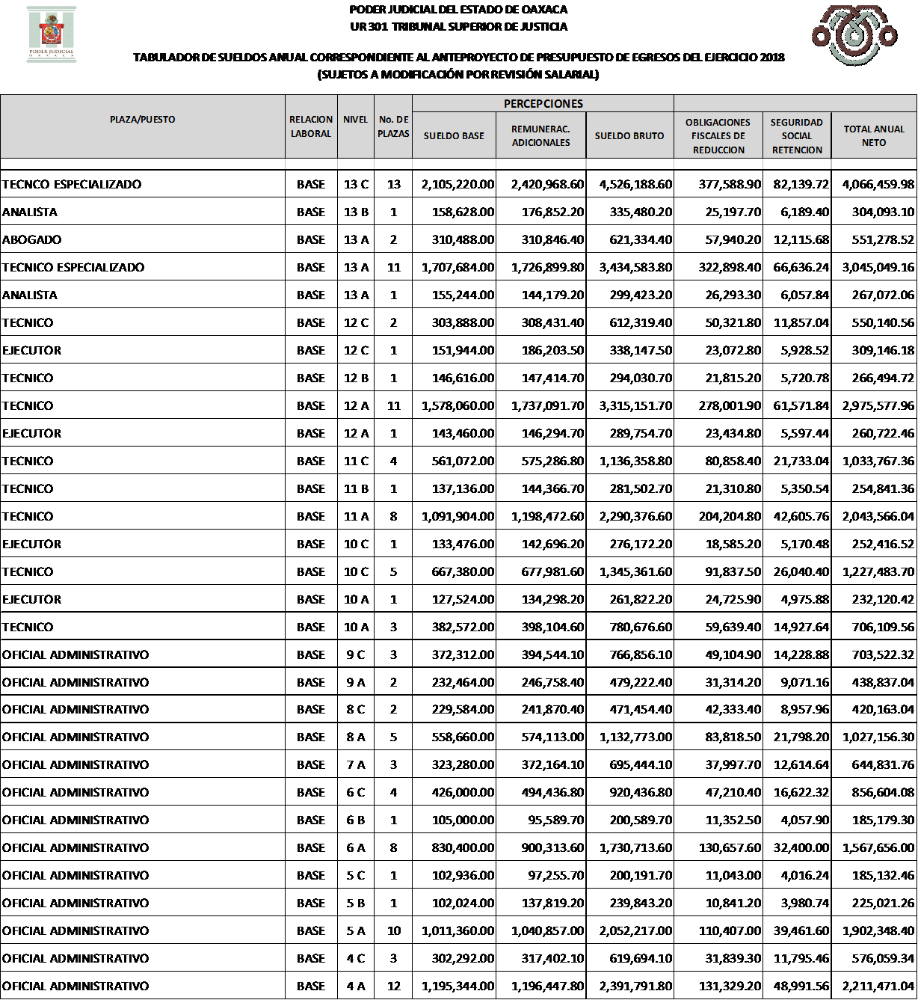 PODER JUDICIAL
OAXACA
PODER JUDICIAL DEL ESTADO DE OAXACA
UR 301 TRIBUNAL SUPERIOR DE JUSTICIA
TABULADOR DE SUELDOS ANUAL CORRESPONDIENTE AL ANTEPROYECTO DE PRESUPUESTO DE EGRESOS DEL EJERCICIO 2018
(SUJETOS A MODIFICACIÓN POR REVISIÓN SALARIAL)
PLAZA/PUESTO RELACION LABORAL NIVEL No. DE PLAZAS PERCEPCIONES
SUELDO BASE REMUNERAC. ADICIONALES SUELDO BRUTO OBLIGACIONES FISCALES DE REDUCCION SEGURIDAD SOCIAL RETENCION TOTAL ANUAL NETO
TECNCO ESPECIALIZADO BASE 13 C 13 2,105,220.00 2,420,968.60 4,526,188.60 377,588.90 82,139.72 4,066,459.98
ANALISTA BASE 13 B 1 158,628.00 176,852.20 335,480.20 25,197.70 6,189.40 304,093.10
ABOGADO BASE 13 A 2 310,488.00 310,846.40 621,334.40 57,940.20 12,115.68 551,278.52
TECNICO ESPECIALIZADO BASE 13 A 11 1,707,684.00 1,726,899.80 3,434,583.80 322,898.40 66,636.24 3,045,049.16
ANALISTA BASE 13 A 1 155,244.00 144,179.20 299,423.20 26,293.30 6,057.84 267,072.06
TECNICO BASE 12 C 2 303,888.00 308,431.40 612,319.40 50,321.80 11,857.04 550,140.56
EJECUTOR BASE 12 C 1 151,944.00 186,203.50 338,147.50 23,072.80 5,928.52 309,146.18
TECNICO BASE 12 B 1 146,616.00 147,414.70 294,030.70 21,815.20 5,720.78 266,494.72
TECNICO BASE 12 A 11 1,578,060.00 1,737,091.70 3,315,151.70 278,001.90 61,571.84 2,975,577.96
EJECUTOR BASE 12 A 1 143,460.00 146,294.70 289,754.70 23,434.80 5,597.44 260,722.46
TECNICO BASE 11 C 4 561,072.00 575,286.80 1,136,358.80 80,858.40 21,733.04 1,033,767.36
TECNICO BASE 11 B 1 137,136.00 144,366.70 281,502.70 21,310.80 5,350.54 254,841.36
TECNICO BASE 11 A 8 1,091,904.00 1,198,472.60 2,290,376.60 204,204.80 42,605.76 2,043,566.04
EJECUTOR BASE 10 C 1 133,476.00 142,696.20 276,172.20 18,585.20 5,170.48 252,416.52
TECNICO BASE 10 C 5 667,380.00 677,981.60 1,345,361.60 91,837.50 26,040.40 1,227,483.70
EJECUTOR BASE 10 A 1 127,524.00 134,298.20 261,822.20 24,725.90 4,975.88 232,120.42
TECNICO BASE 10 A 3 382,572.00 398,104.60 780,676.60 59,639.40 14,927.64 706,109.56
OFICIAL ADMINISTRATIVO BASE 9 C 3 372,312.00 394,544.10 766,856.10 49,104.90 14,228.88 703,522.32
OFICIAL ADMINISTRATIVO BASE 9 A 2 232,464.00 246,758.40 479,222.40 31,314.20 9,071.16 438,837.04
OFICIAL ADMINISTRATIVO BASE 8 C 2 229,584.00 241,870.40 471,454.40 42,333.40 8,957.96 420,163.04
OFICIAL ADMINISTRATIVO BASE 8 A 5 558,660.00 574,113.00 1,132,773.00 83,818.50 21,798.20 1,027,156.30
OFICIAL ADMINISTRATIVO BASE 7 A 3 323,280.00 372,164.10 695,444.10 37,997.70 12,614.64 644,831.76
OFICIAL ADMINISTRATIVO BASE 6 C 4 426,000.00 494,436.80 920,436.80 47,210.40 16,622.32 856,604.08
OFICIAL ADMINISTRATIVO BASE 6 B 1 105,000.00 95,589.70 200,589.70 11,352.50 4,057.90 185,179.30
OFICIAL ADMINISTRATIVO BASE 6 A 8 830,400.00 900,313.60 1,730,713.60 130,657.60 32,400.00 1,567,656.00
OFICIAL ADMINISTRATIVO BASE 5 C 1 102,936.00 97,255.70 200,191.70 11,043.00 4,016.24 185,132.46
OFICIAL ADMINISTRATIVO BASE 5 B 1 102,024.00 137,819.20 239,843.20 10,841.20 3,980.74 225,021.26
OFICIAL ADMINISTRATIVO BASE 5 A 10 1,011,360.00 1,040,857.00 2,052,217.00 110,407.00 39,461.60 1,902,348.40
OFICIAL ADMINISTRATIVO BASE 4 C 3 302,292.00 317,402.10 619,694.10 31,839.30 11,795.46 576,059.34
OFICIAL ADMINISTRATIVO BASE 4 A 12 1,195,344.00 1,196,447.80 2,391,791.80 131,329.20 48,991.56 2,211,471.04